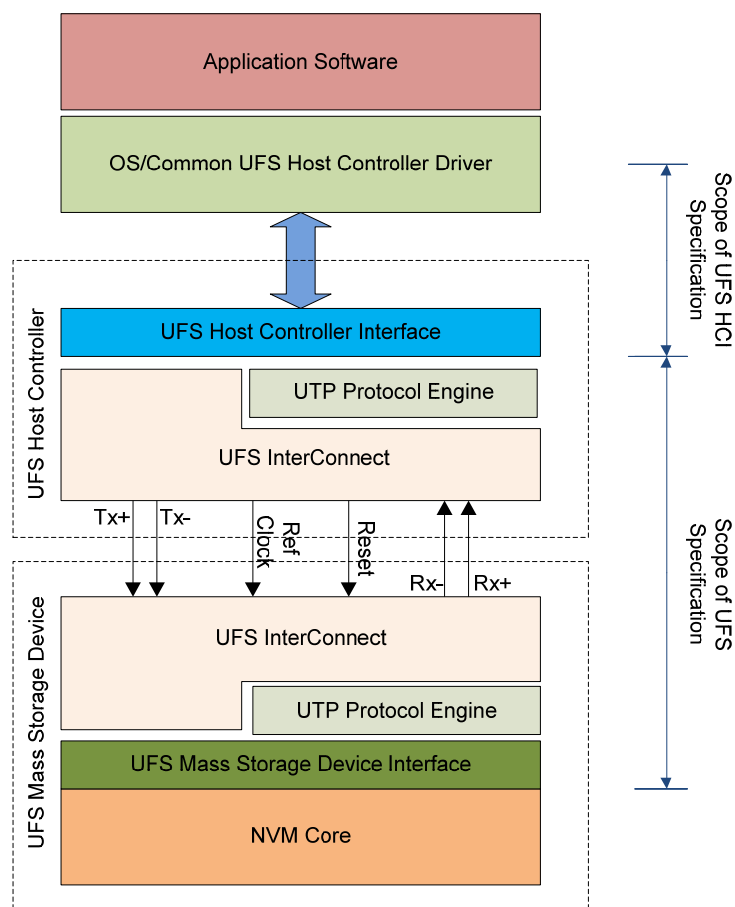 Application Software
OS/Common UFS Host Controller Driver
Scope of UFS HCI
Specification
UFS Host Controller
UFS Host Controller Interface
UTP Protocol Engine
UFS InterConnect
Tx+
Tx-
Ref
Clock
Reset
Rx-
Rx+
Scope of UFS
Specification
UFS Mass Storage Device
UFS InterConnect
UTP Protocol Engine
UFS Mass Storage Device Interface
NVM Core